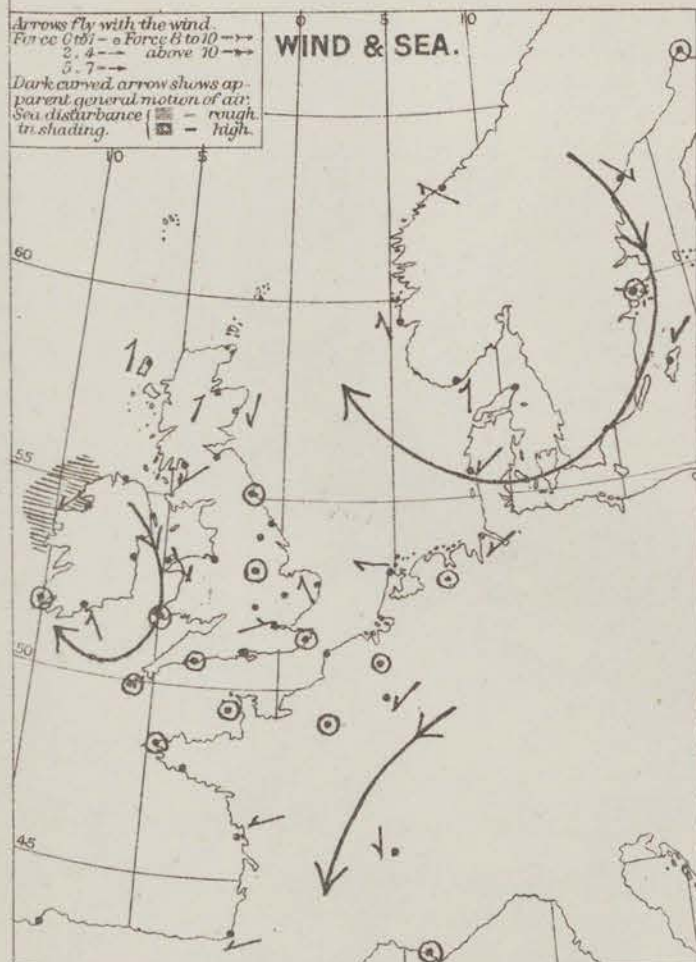 Arrows fly with the wind.
Force 0 to 1 – o Force 8 to 10 –→→
2. 4 –→ above 10 –→→
5. 7 –→
WIND & SEA.
Dark curved arrow shows ap-
parent general motion of air.
Sea disturbance { – rough.
in shading. – high.
10 5 0 5 10
60
55
50
45